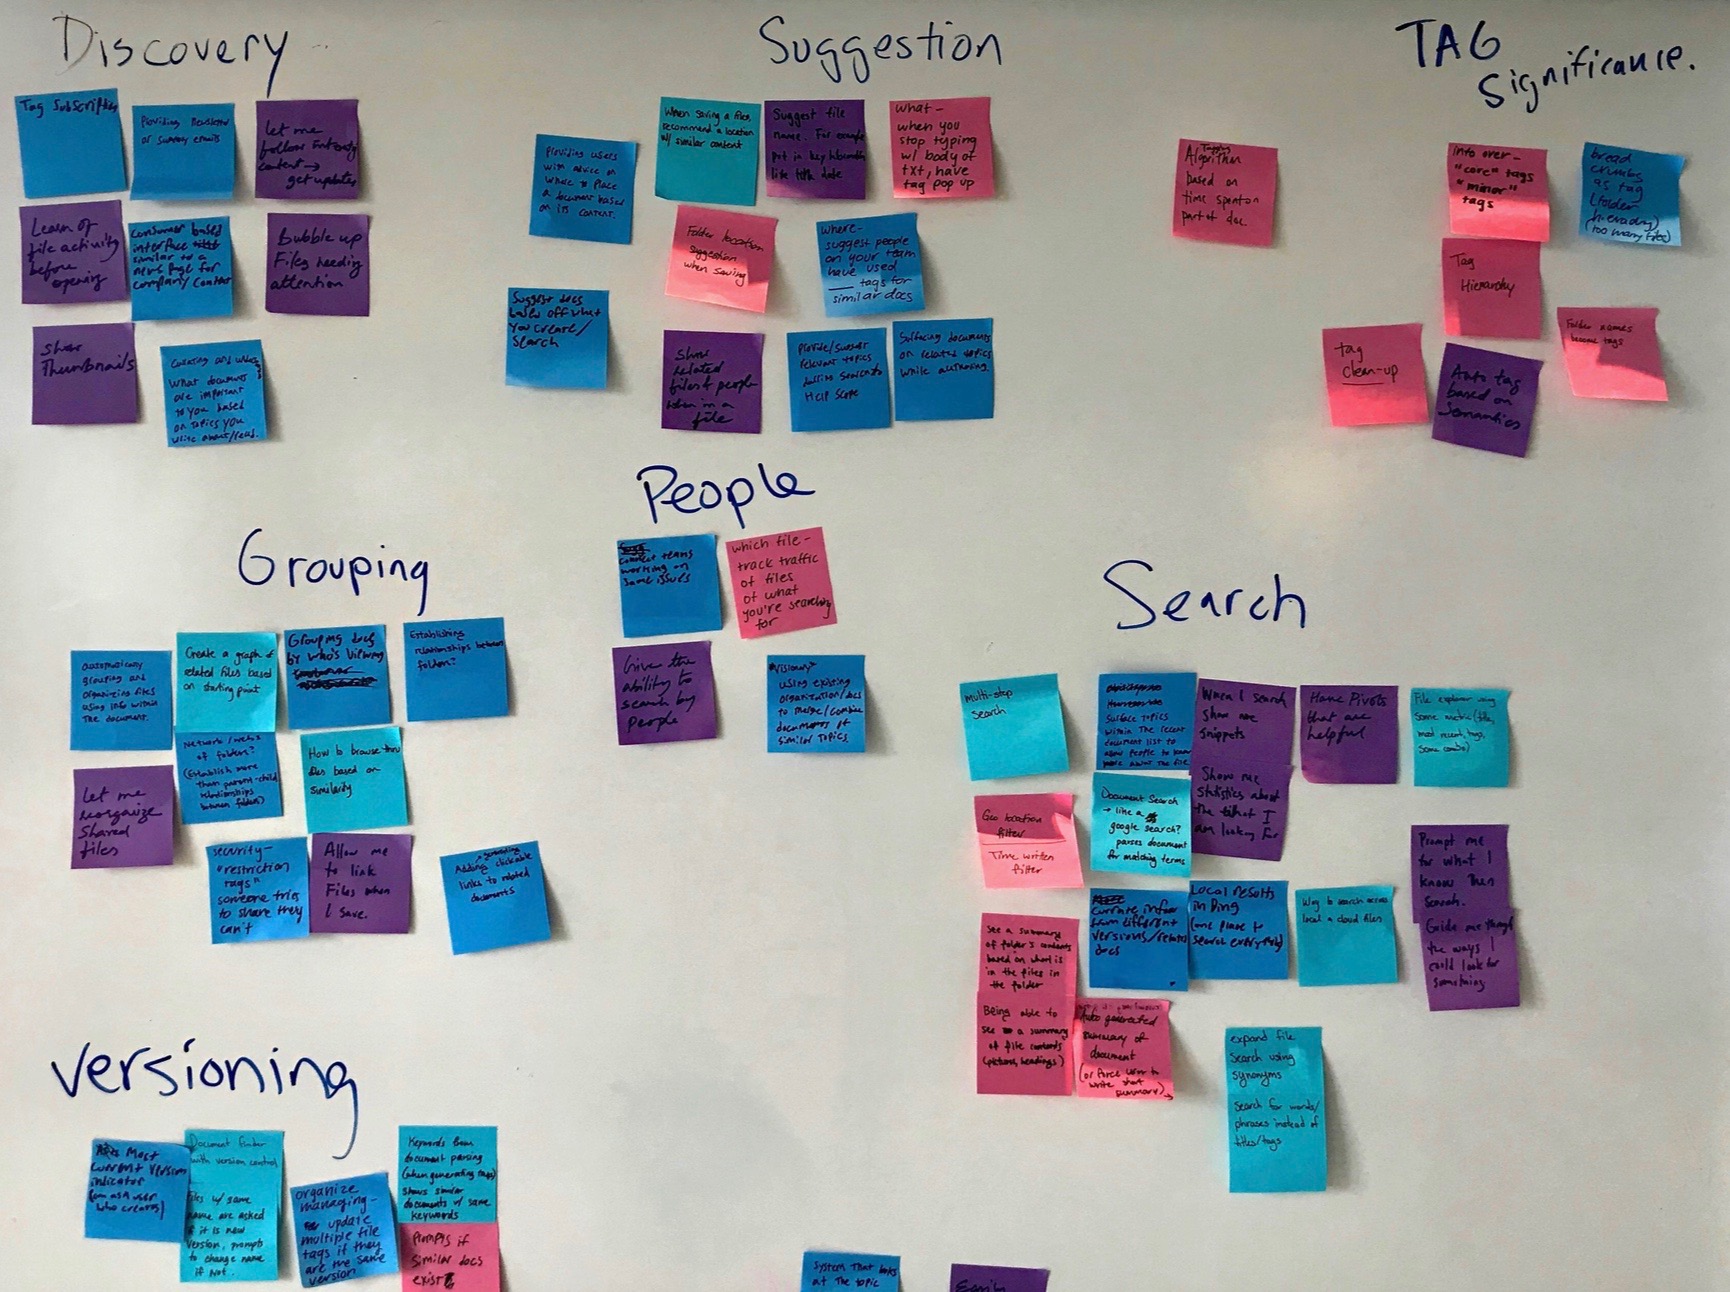 Discovery
Tag Subscription
Providing Newsletter
or summary emails
let me
follow Entity
content →
get updates
Learn of
file activity
before
opening
Consumer based
interface
similar to a
news page for
company content
Bubble up
Files needing
attention
Show
Thumbnails
What documents
are important
to you based
on topics you
write about/read.
Suggestion
Providing users
with advice on
where to place
a document based
on its content.
When saving a file,
recommend a location
w/ similar content
Suggest file
name. For example
put in key
like title date
what-
when you
stop typing
w/ body of
txt, have
tag pop up
Folder location
suggestion
when saving
where-
suggest people
on your team
have used
___ tags for
similar docs
Suggest docs
based off what
you create/
search
Show
related
files & people
when in a
file
Provide/suggest
relevant topics
during search to
Help scope
Surfacing documents
on related topics
while authoring.
TAG
Significance.
Tagging
Algorithm
based on
time spent on
part of doc
Info over-
"core" tags
"minor"
tags
bread
crumbs
as tag
(folder
hierarchy)
(too many files)
Tag
Hierarchy
tag
clean-up
Auto tag
based on
Semantics
Folder names
become tags
People
connect teams
working on
same issues
which file-
track traffic
of files
of what
you're searching
for
Give the
ability to
search by
people
"Visionary"
using existing
organization/docs
to merge/combine
documents of
similar topics
Grouping
automatically
grouping and
organizing files
using info within
the document.
Create a graph of
related files based
on starting point
Grouping docs
by who's viewing
Establishing
relationships between
folders?
Network/webs
of folders?
(Establish more
than parent-child
relationships
between folders)
How to browse thru
files based on
similarity
Let me
reorganize
shared
files
security-
"restriction
tags"
someone tries
to share they
can't
Allow me
to link
Files when
I save.
Adding generating clickable
links to related
documents
Search
Multi-step
search
Surface topics
within the recent
document list to
allow people to know
more about the file
When I search
show me
snippets
Have Pivots
that are
helpful
File explorer using
some metric (title,
most recent, tags,
some combo)
Geo location
filter
Time written
filter
Document Search
→ like a
google search?
parses document
for matching terms
Show me
statistics about
the
I
am looking for
Prompt me
for what I
know then
search.
See a summary
of folder's contents
based on what is
in the files in
the folder
from different
versions/related
docs
Local results
in Bing
(one place to
search everything)
Way to search across
local & cloud files
Guide me through
the ways I
could look for
something
Being able to
see a summary
of file contents
(pictures, headings)
Auto generated
summary of
document
(or force user to
write short
summary) →
expand file
search using
synonyms
Search for words/
phrases instead of
titles/tags
Versioning
Most
current version
indicator
who creates)
Document finder
with version control
files w/ same
name are asked
if it is new
version, prompts
to change name
if not.
organize
managing-
update
multiple file
tags if they
are the same
version
Keywords from
document parsing
(when generating tags)
shows similar
documents w/ same
keywords
Prompts if
similar docs
exist
System that looks
at the topic